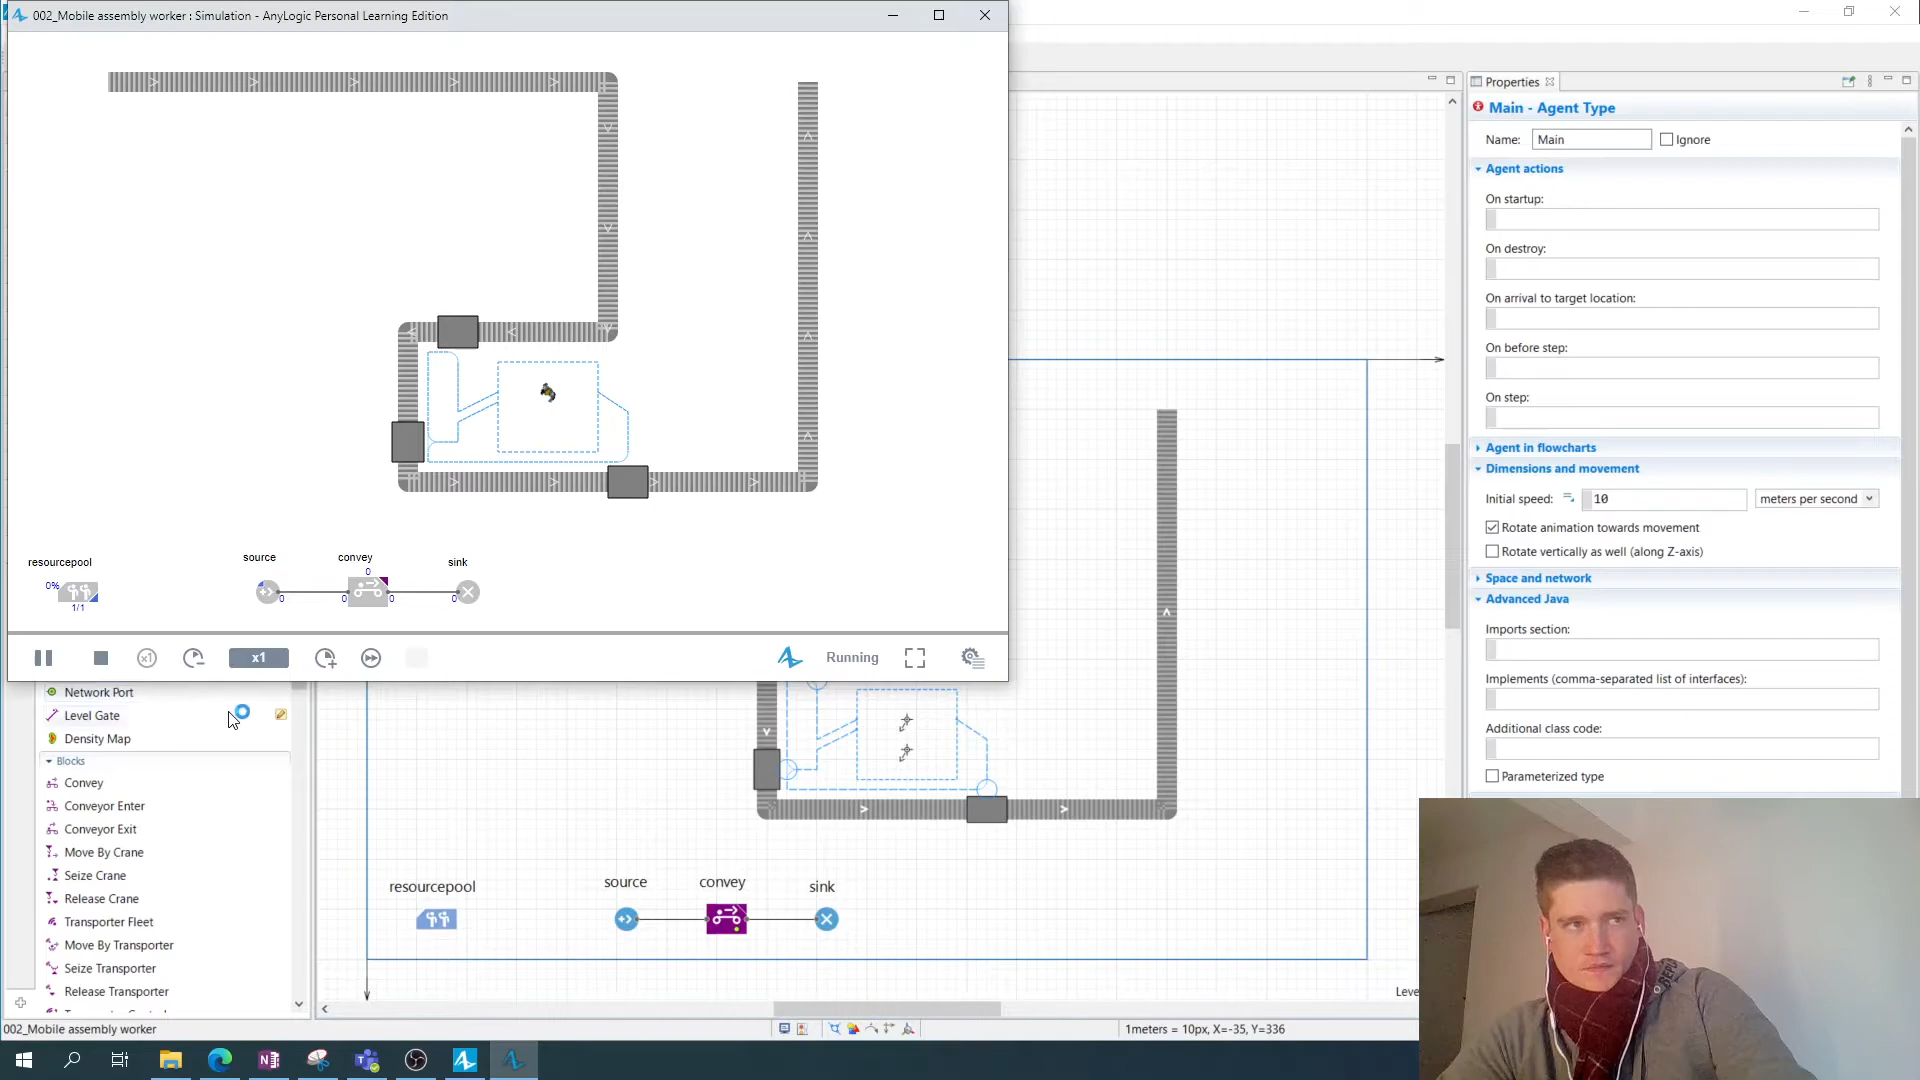 002_Mobile assembly worker : Simulation - AnyLogic Personal Learning Edition
resourcepool
0%
1/1
source
0
convey
0
0
0
sink
0
x1
x1
Running
Network Port
Level Gate
Density Map
Blocks
Convey
Conveyor Enter
Conveyor Exit
Move By Crane
Seize Crane
Release Crane
Transporter Fleet
Move By Transporter
Seize Transporter
Release Transporter
resourcepool
source
convey
sink
Leve
Properties
Main - Agent Type
Name: Main Ignore
Agent actions
On startup:
On destroy:
On arrival to target location:
On before step:
On step:
Agent in flowcharts
Dimensions and movement
Initial speed: 10 meters per second
Rotate animation towards movement
Rotate vertically as well (along Z-axis)
Space and network
Advanced Java
Imports section:
Implements (comma-separated list of interfaces):
Additional class code:
Parameterized type
002_Mobile assembly worker
1meters = 10px, X=-35, Y=336